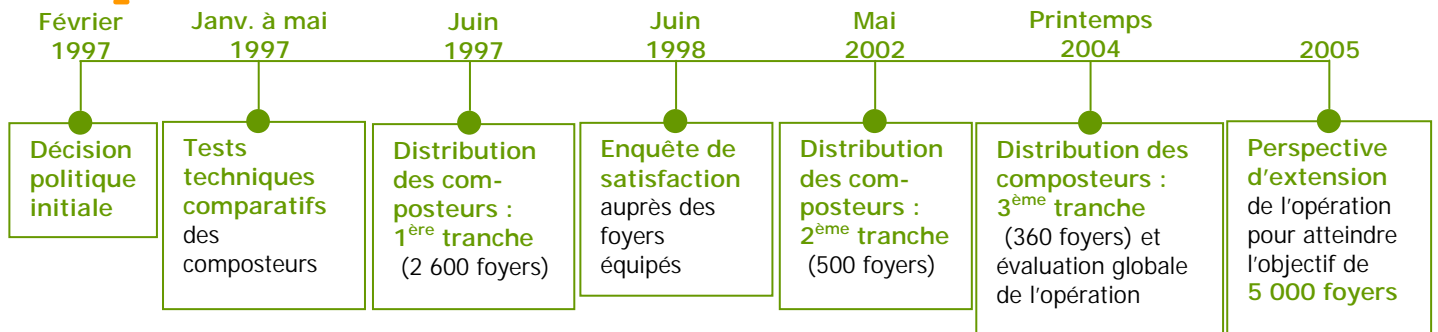 Février
1997
Janv. à mai
1997
Juin
1997
Juin
1998
Mai
2002
Printemps
2004
2005
Décision
politique
initiale
Tests
techniques
comparatifs
des
composteurs
Distribution
des com-
posteurs :
1ère tranche
(2 600 foyers)
Enquête de
satisfaction
auprès des
foyers
équipés
Distribution
des com-
posteurs :
2ème tranche
(500 foyers)
Distribution des
composteurs :
3ème tranche
(360 foyers) et
évaluation globale
de l'opération
Perspective
d'extension
de l'opération
pour atteindre
l'objectif de
5 000 foyers